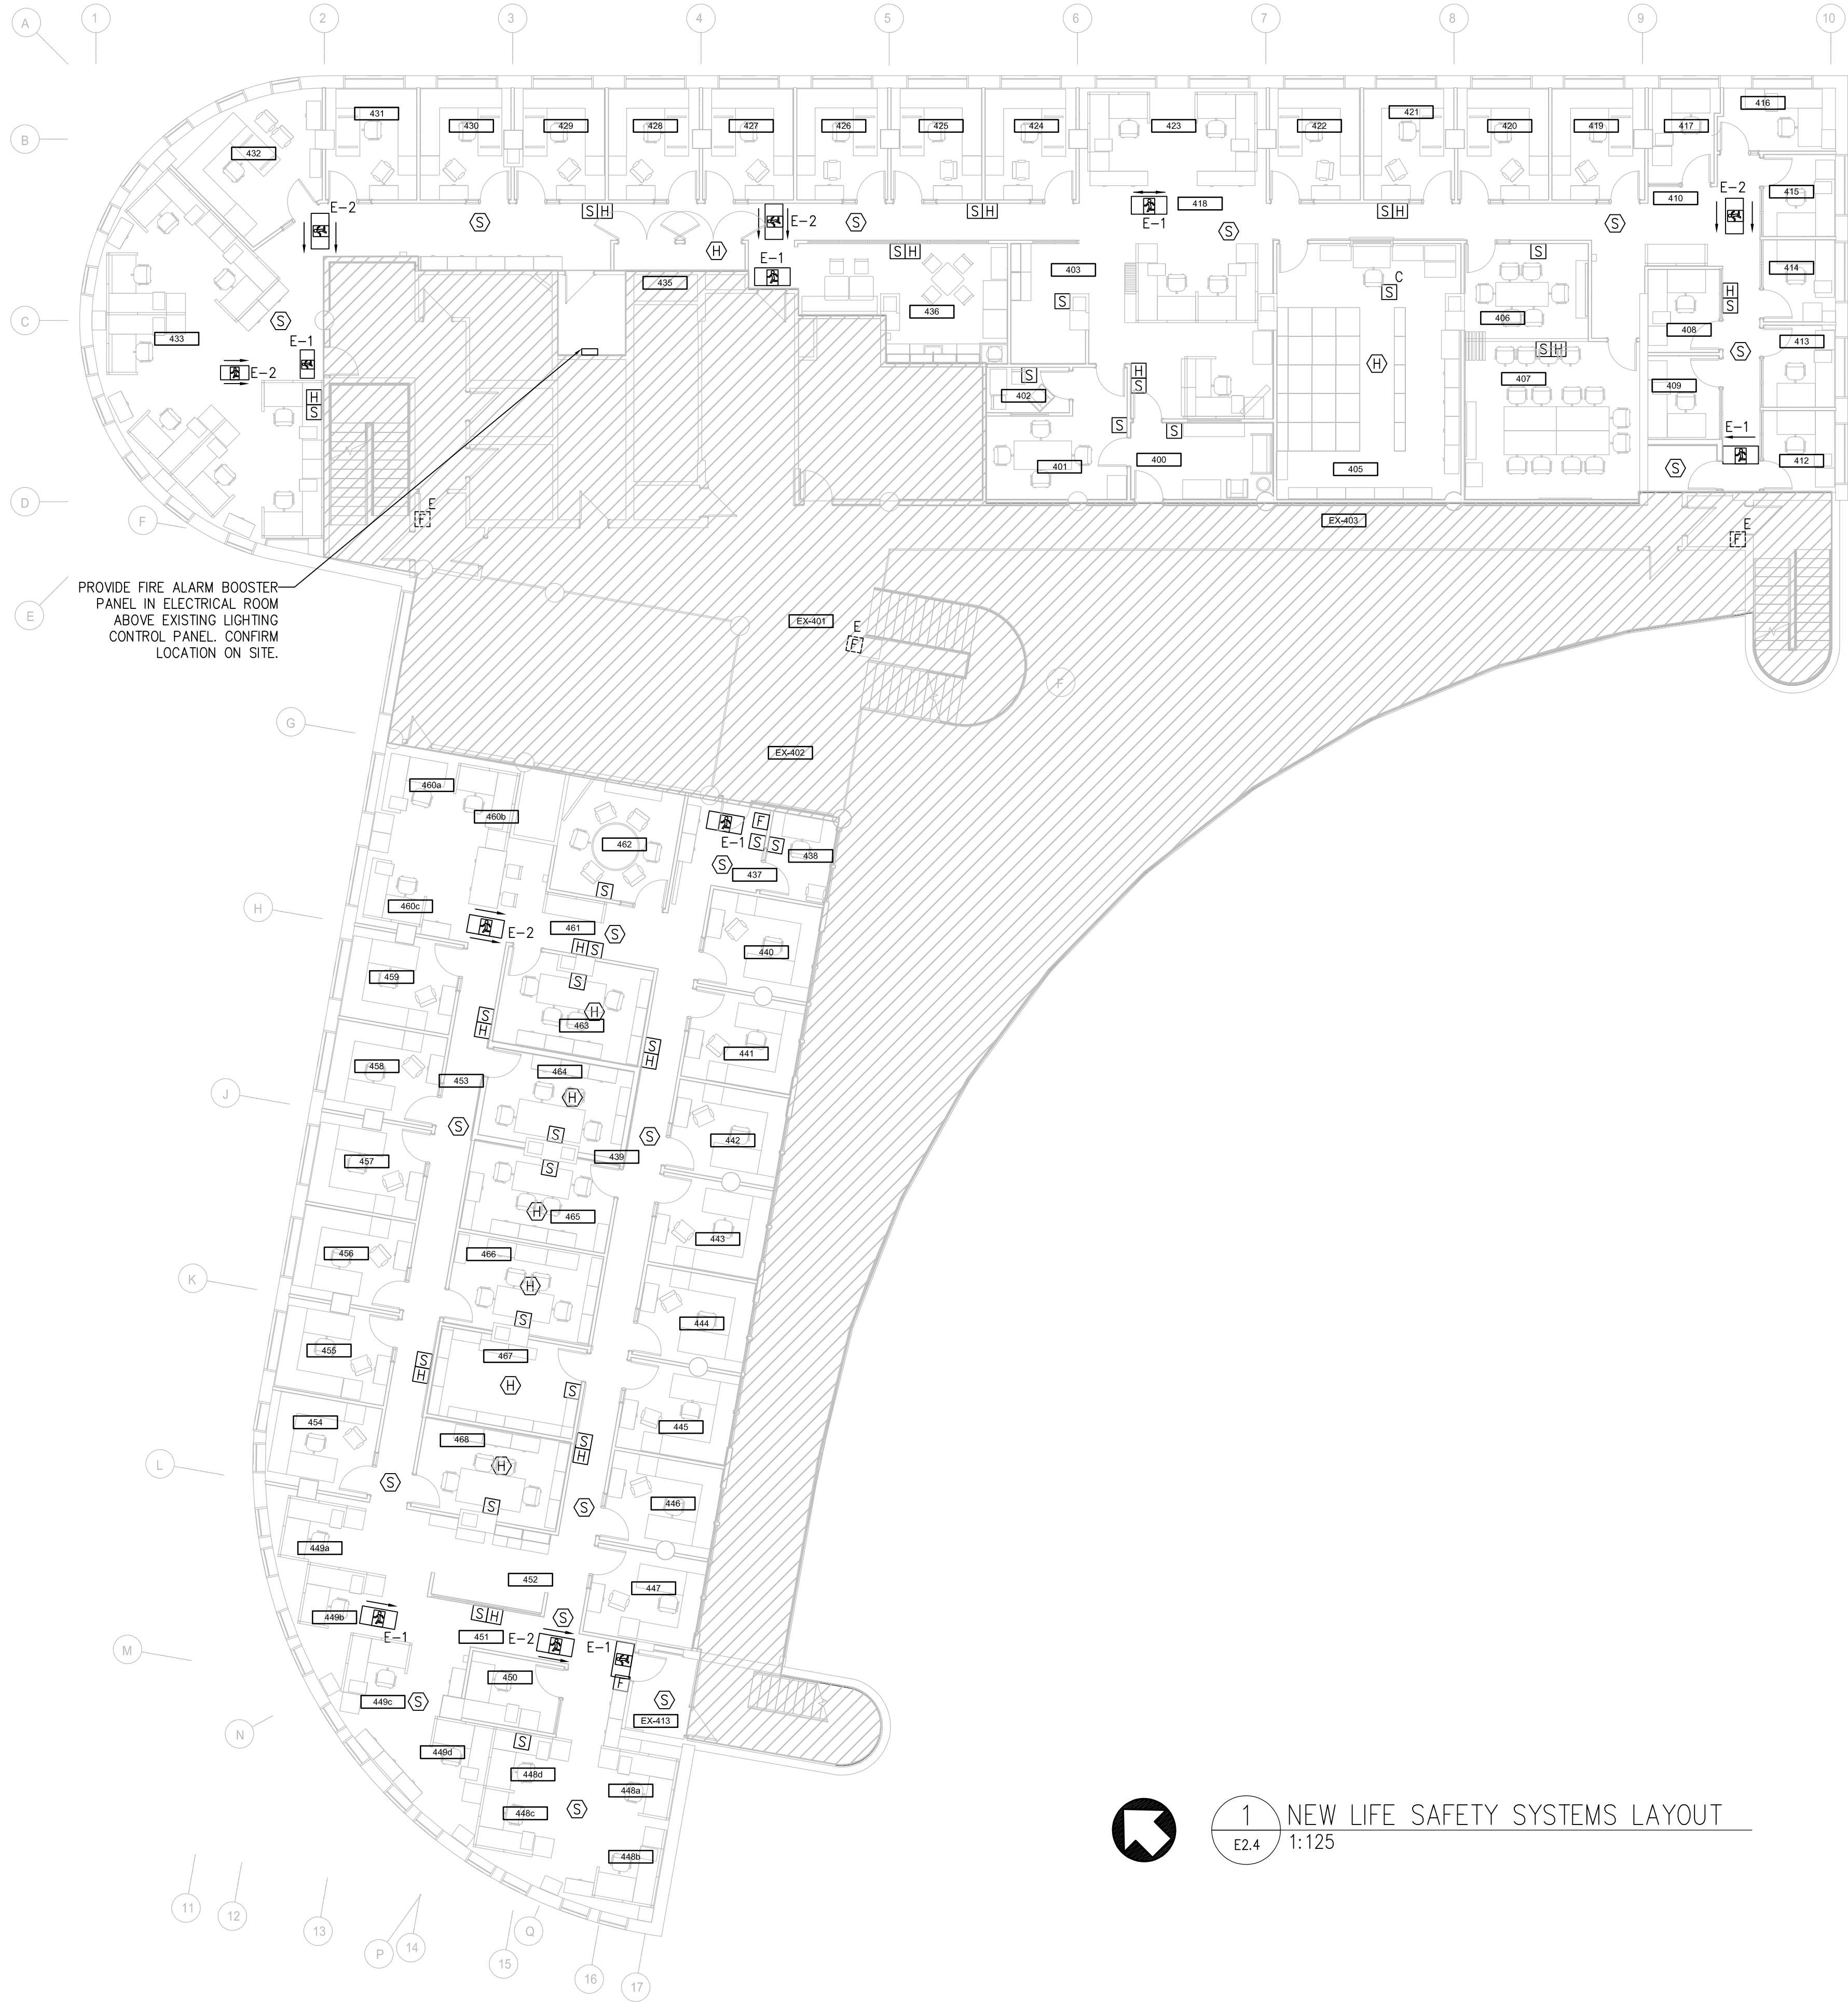 A
1
2
3
4
5
6
7
8
9
10
B
C
D
E
F
F
G
H
J
K
L
M
N
P
Q
11
12
13
14
15
16
17
431
430
429
428
427
426
425
424
423
422
421
420
419
417
416
432
E-2
S
S H
H
E-2
S
S H
E-1
418
S
S H
S
410
E-2
415
433
S
E-1
E-2
H
S
435
E-1
S H
436
403
S
C
S
S
406
S H
407
H
408
H
S
414
413
S
409
E-1
412
S
S
402
H
S
S
S
401
400
405
E
F
EX-403
E
F
PROVIDE FIRE ALARM BOOSTER
PANEL IN ELECTRICAL ROOM
ABOVE EXISTING LIGHTING
CONTROL PANEL. CONFIRM
LOCATION ON SITE.
EX-401
E
F
EX-402
460a
460b
460c
462
S
E-1
F
S
S
S
437
438
E-2
461
S
H S
440
459
S
H
S
H
463
S
H
441
458
453
464
H
S
S
S
439
442
457
S
H
465
443
456
466
H
S
444
455
467
S
H
H
S
445
454
468
S
H
H
S
S
S
446
449a
452
447
449b
E-1
S H
S
451
E-2
E-1
F
450
449c
S
S
EX-413
449d
S
448d
448a
448c
S
448b
1
E2.4
NEW LIFE SAFETY SYSTEMS LAYOUT
1:125